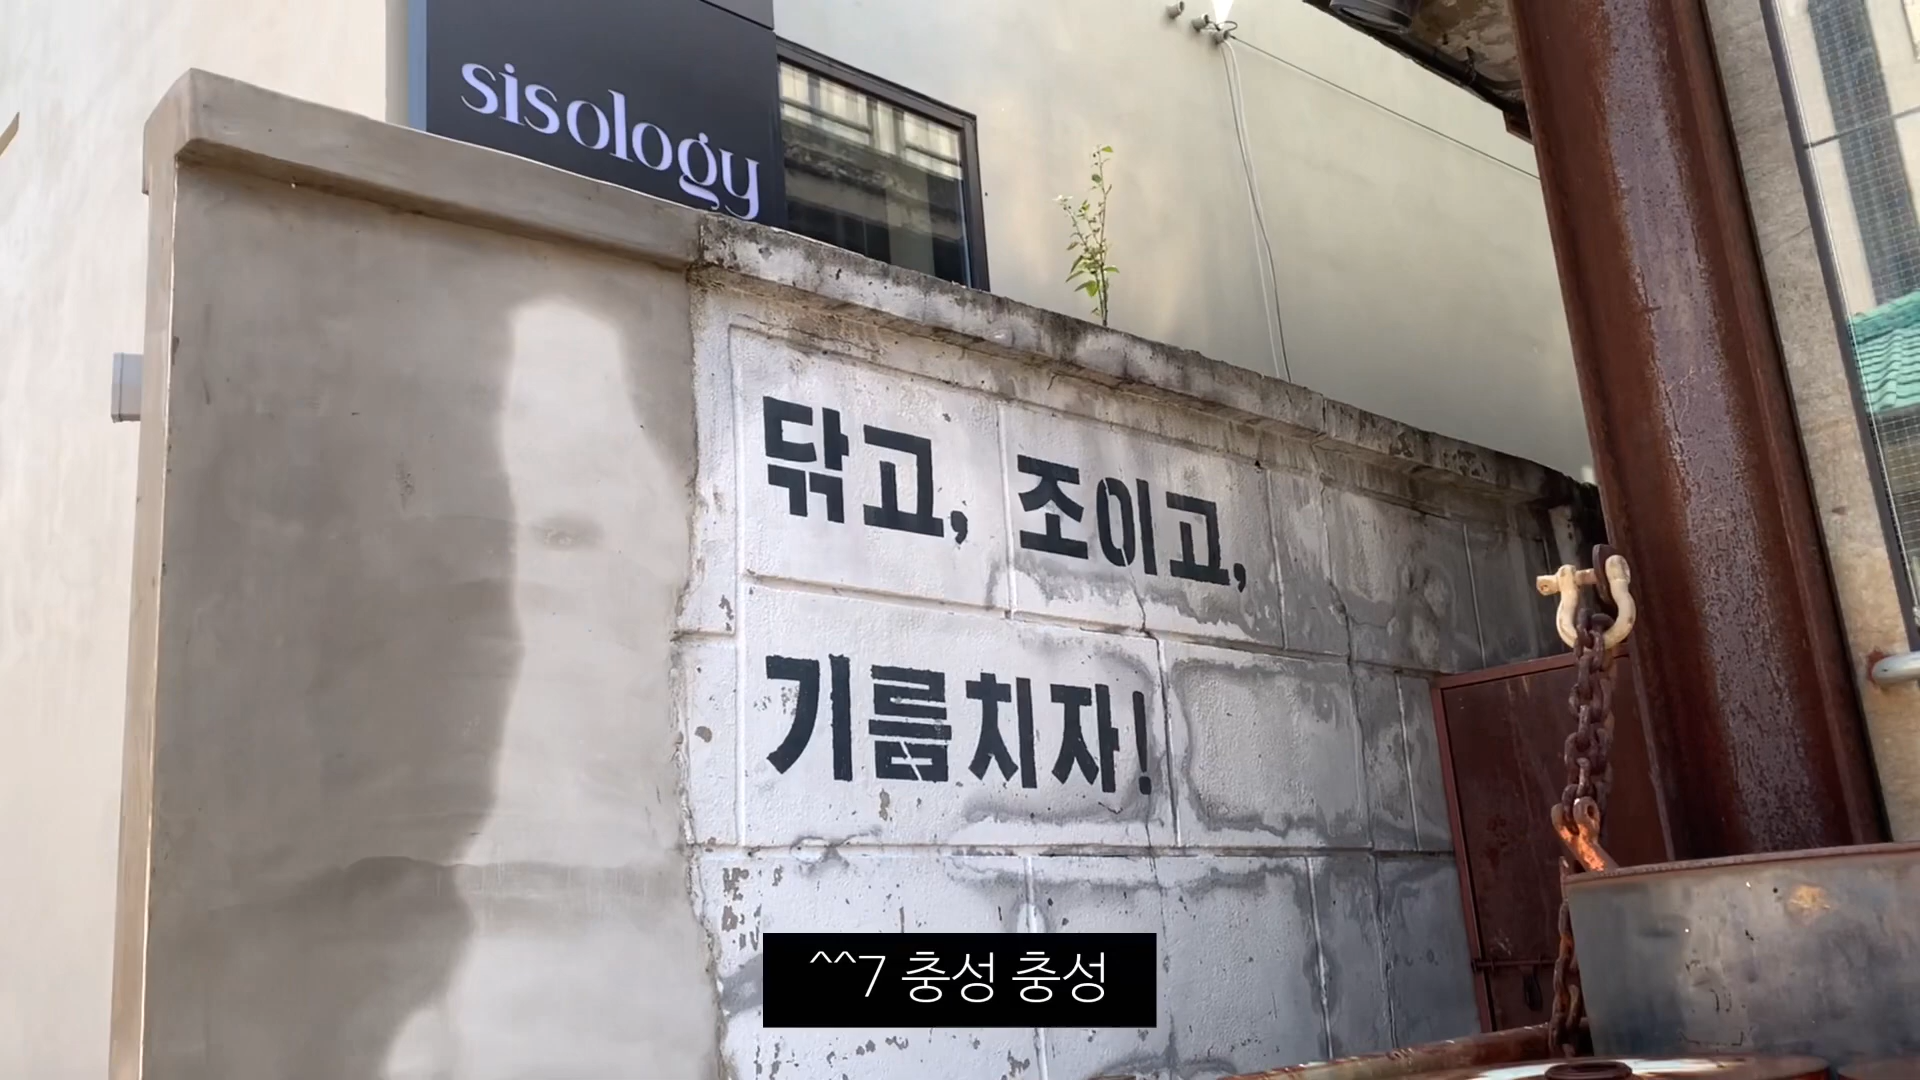 sisology
닦고, 조이고,
기름치자!
^^7 충성 충성